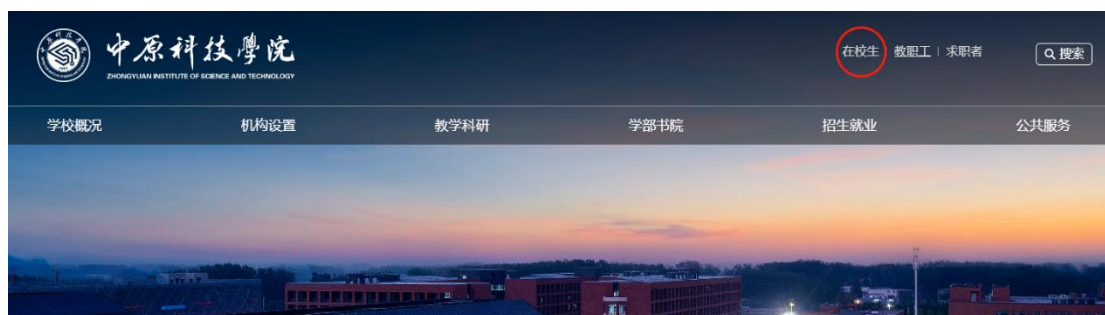 中原科技學院
ZHONGYUAN INSTITUTE OF SCIENCE AND TECHNOLOGY
在校生 教职工 | 求职者 搜索
学校概况 机构设置 教学科研 学部书院 招生就业 公共服务